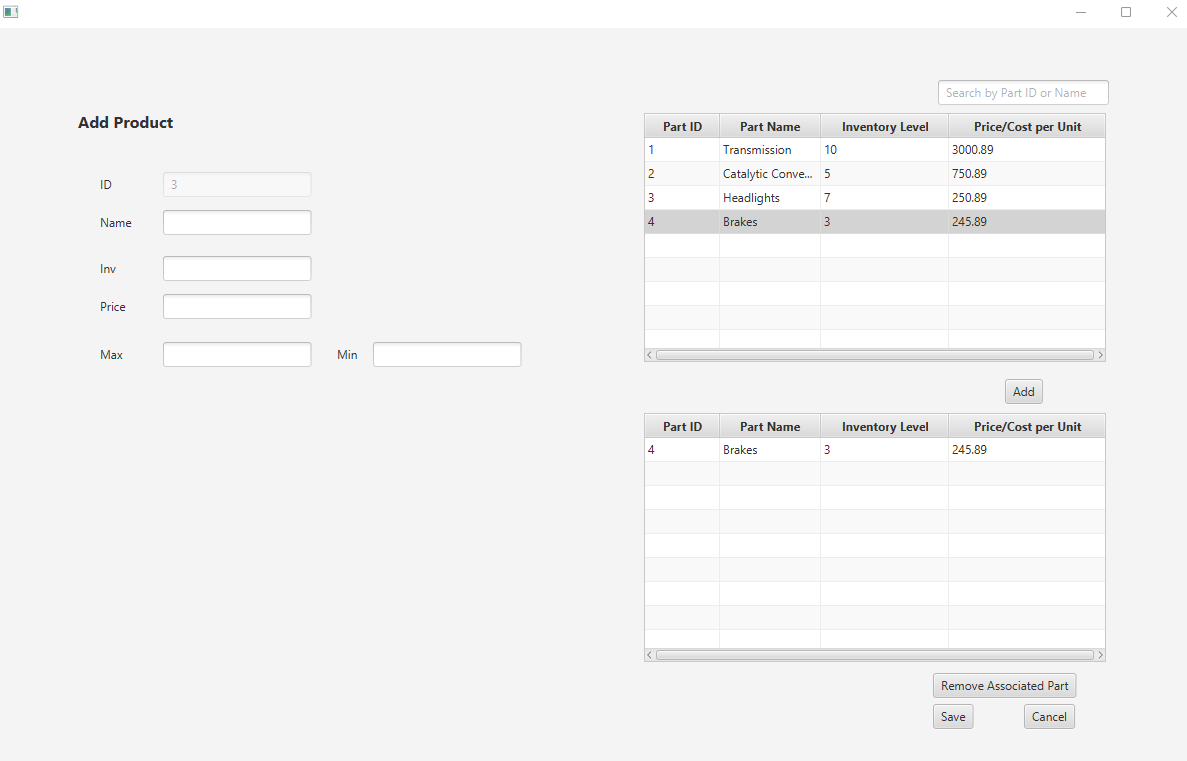 Search by Part ID or Name
Add Product
ID 3
Name
Inv
Price
Max Min
Part ID Part Name Inventory Level Price/Cost per Unit
1 Transmission 10 3000.89
2 Catalytic Conve... 5 750.89
3 Headlights 7 250.89
4 Brakes 3 245.89
Add
Part ID Part Name Inventory Level Price/Cost per Unit
4 Brakes 3 245.89
Remove Associated Part
Save Cancel